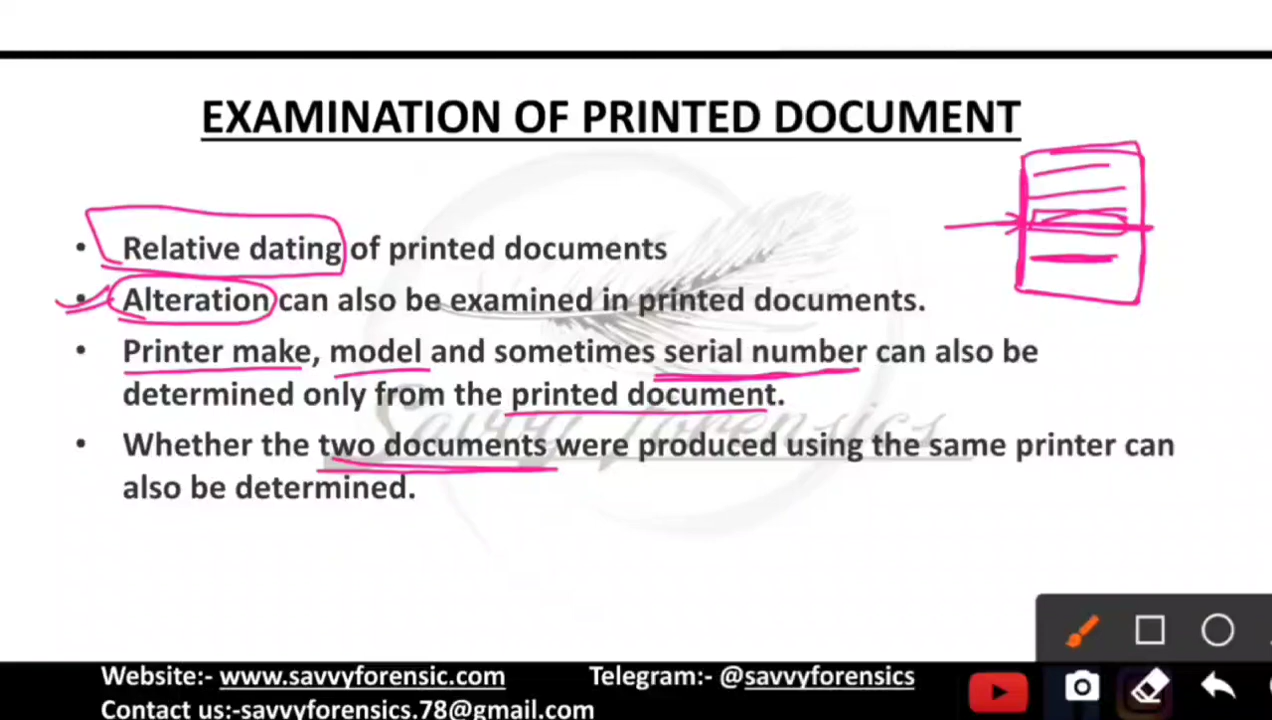 EXAMINATION OF PRINTED DOCUMENT
• Relative dating of printed documents
• Alteration can also be examined in printed documents.
• Printer make, model and sometimes serial number can also be
determined only from the printed document.
Savvy forensics
• Whether the two documents were produced using the same printer can
also be determined.
Website:- www.savvyforensic.com Telegram:- @savvyforensics
Contact us:-savvyforensics.78@gmail.com